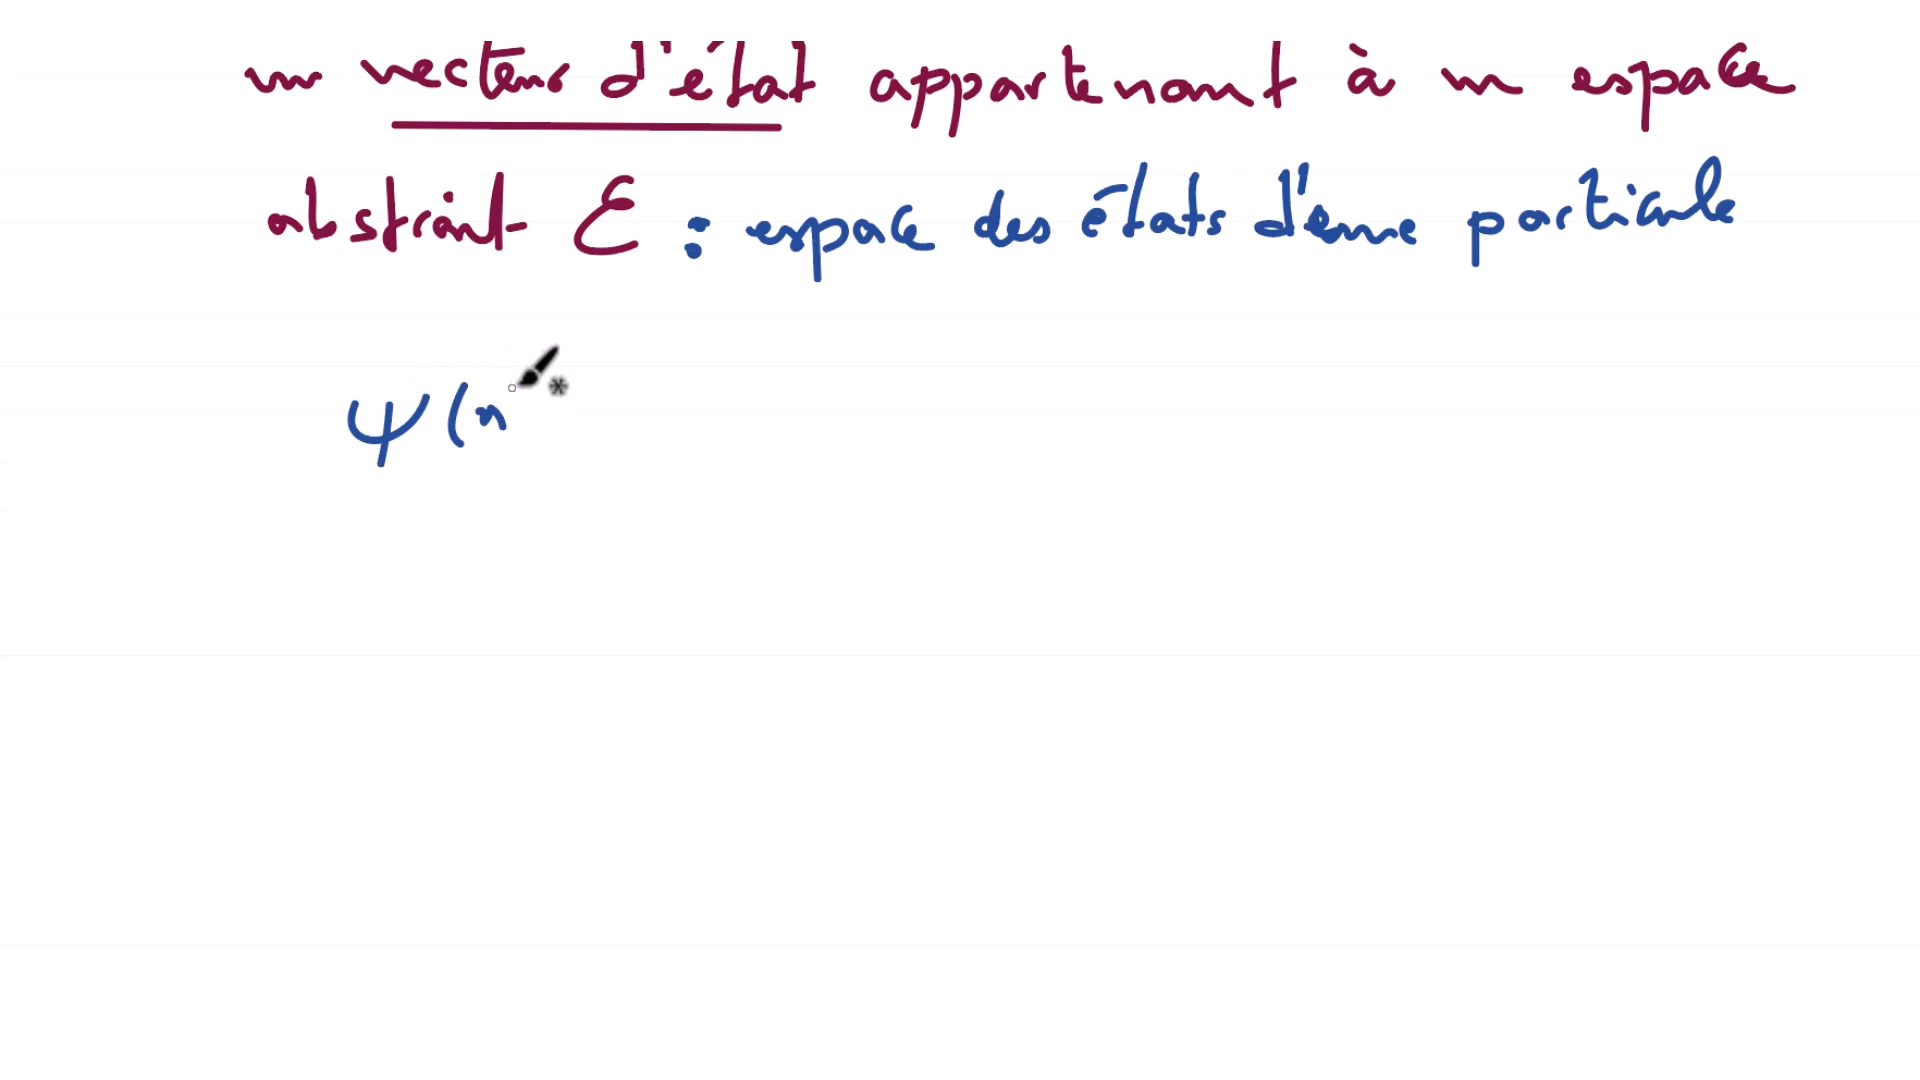 un vecteur d'état appartenant à un espace
abstrait ℰ : espace des états d'une particule
ψ(r